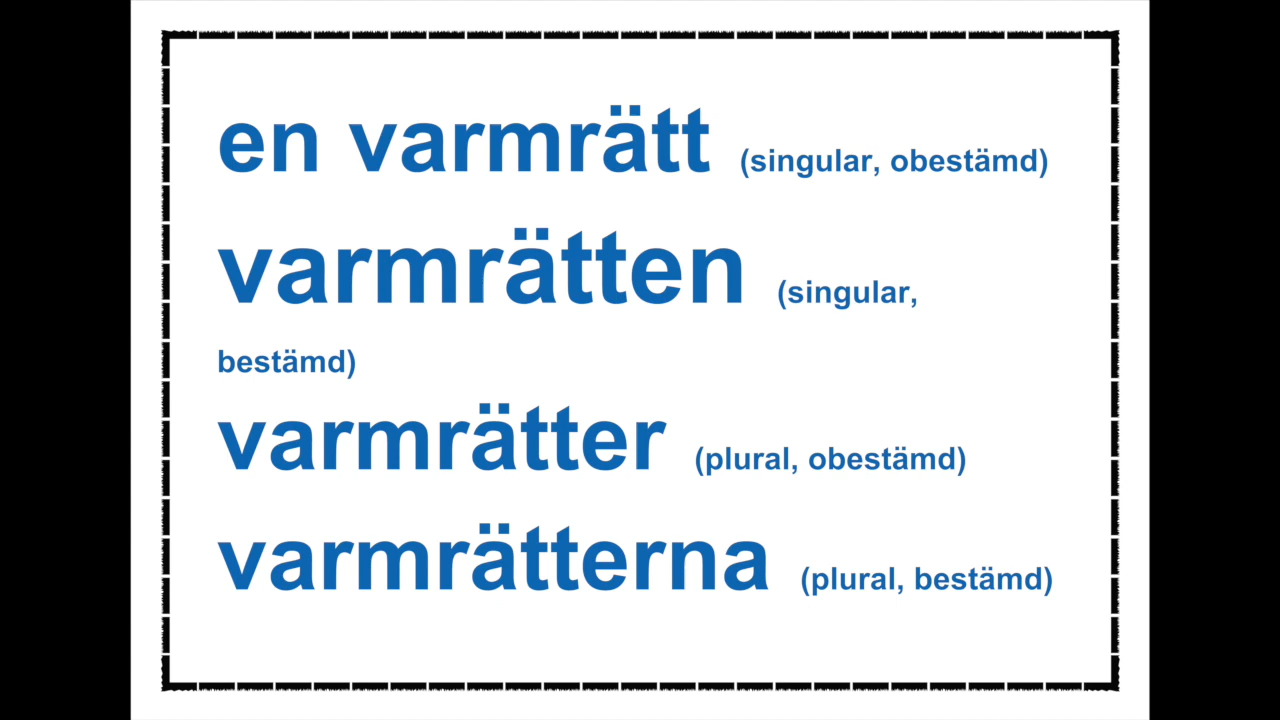 en varmrätt (singular, obestämd)
varmrätten (singular,
bestämd)
varmrätter (plural, obestämd)
varmrätterna (plural, bestämd)